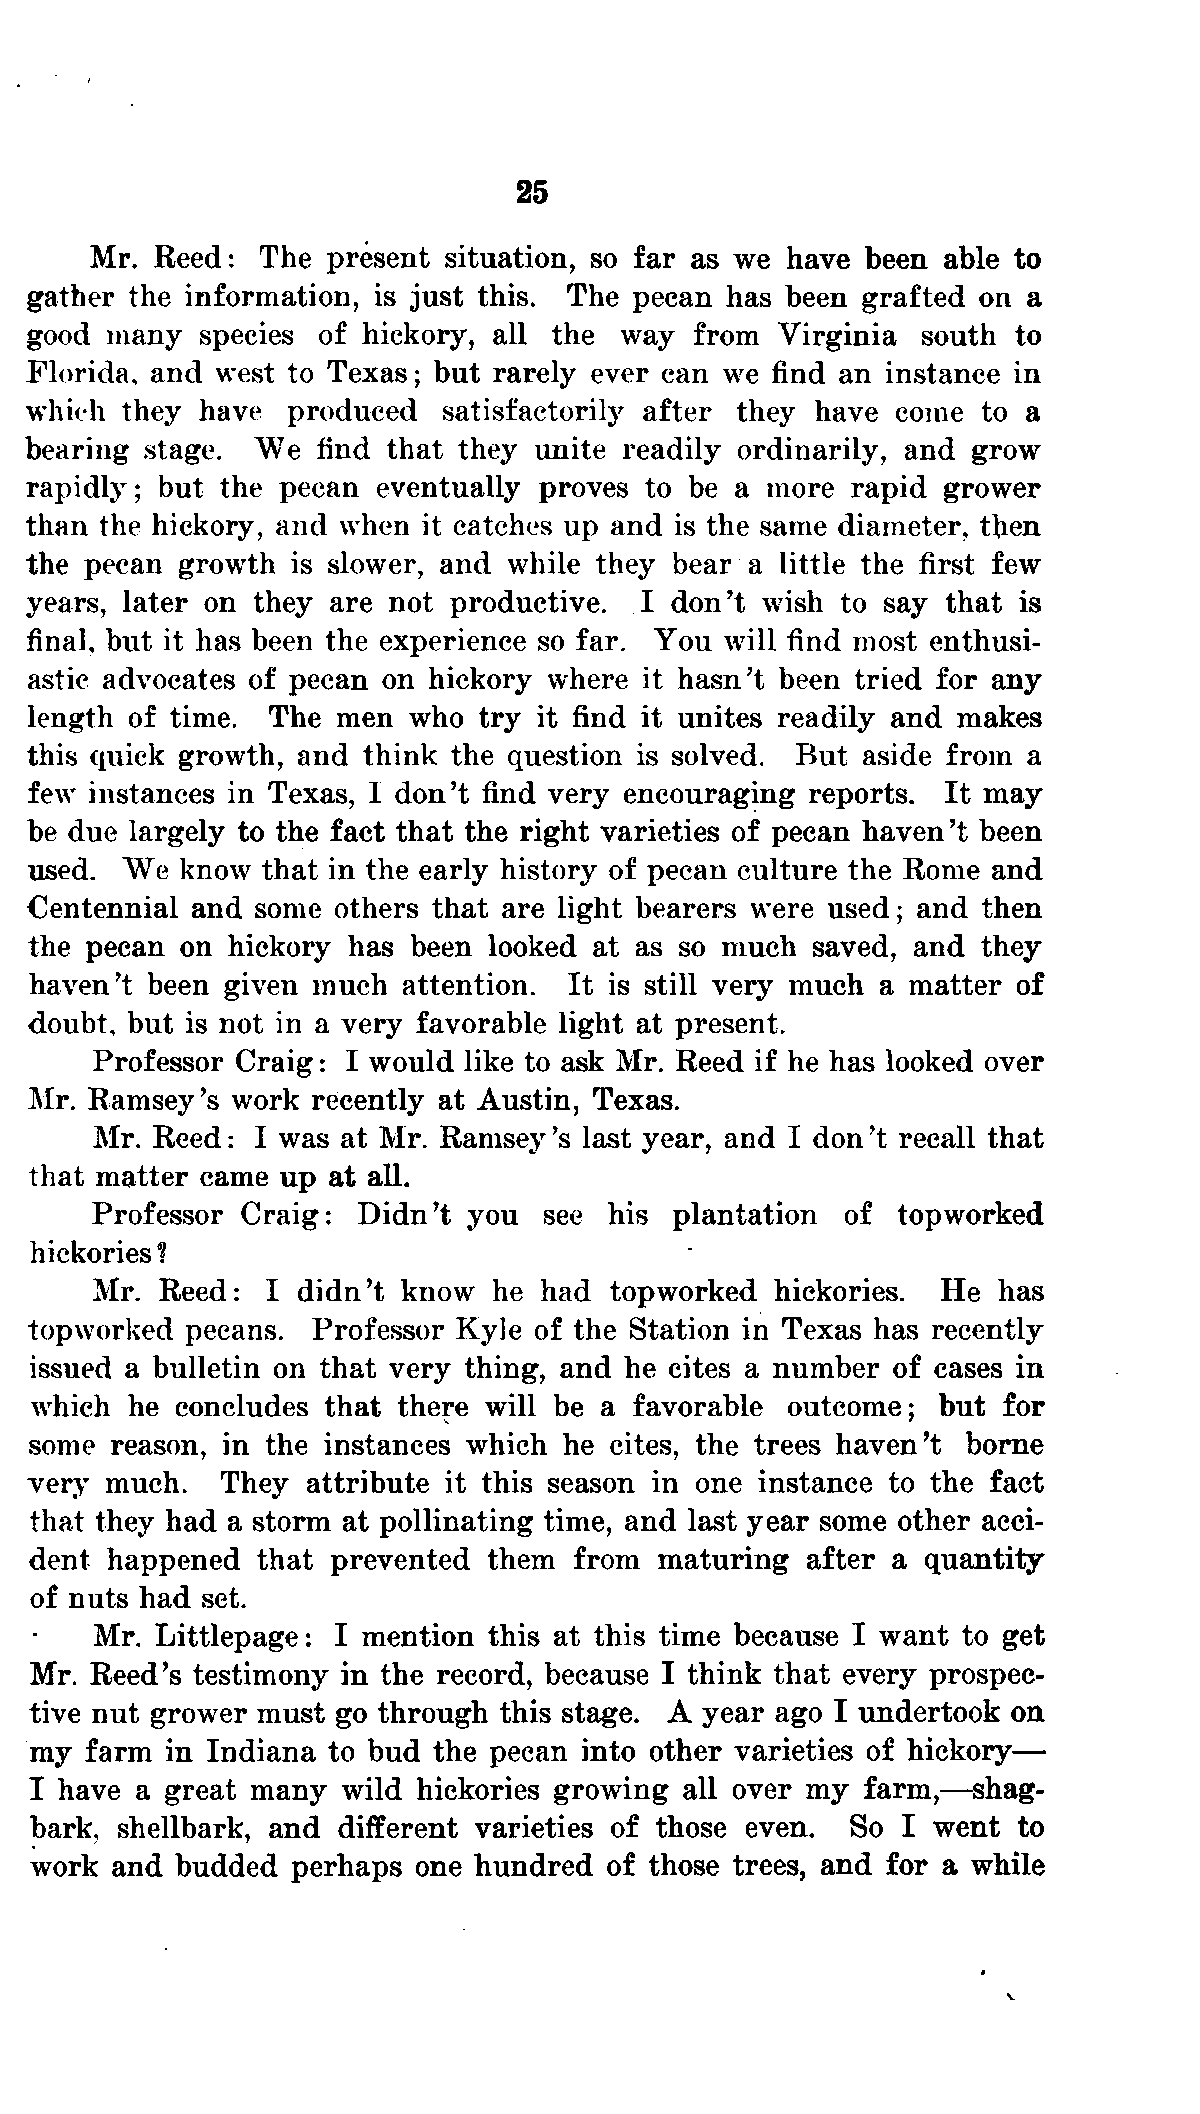 25
Mr. Reed: The present situation, so far as we have been able to
gather the information, is just this. The pecan has been grafted on a
good many species of hickory, all the way from Virginia south to
Florida, and west to Texas; but rarely ever can we find an instance in
which they have produced satisfactorily after they have come to a
bearing stage. We find that they unite readily ordinarily, and grow
rapidly; but the pecan eventually proves to be a more rapid grower
than the hickory, and when it catches up and is the same diameter, then
the pecan growth is slower, and while they bear a little the first few
years, later on they are not productive. I don't wish to say that is
final, but it has been the experience so far. You will find most enthusi-
astic advocates of pecan on hickory where it hasn't been tried for any
length of time. The men who try it find it unites readily and makes
this quick growth, and think the question is solved. But aside from a
few instances in Texas, I don't find very encouraging reports. It may
be due largely to the fact that the right varieties of pecan haven't been
used. We know that in the early history of pecan culture the Rome and
Centennial and some others that are light bearers were used; and then
the pecan on hickory has been looked at as so much saved, and they
haven't been given much attention. It is still very much a matter of
doubt, but is not in a very favorable light at present.
Professor Craig: I would like to ask Mr. Reed if he has looked over
Mr. Ramsey's work recently at Austin, Texas.
Mr. Reed: I was at Mr. Ramsey's last year, and I don't recall that
that matter came up at all.
Professor Craig: Didn't you see his plantation of topworked
hickories?
Mr. Reed: I didn't know he had topworked hickories. He has
topworked pecans. Professor Kyle of the Station in Texas has recently
issued a bulletin on that very thing, and he cites a number of cases in
which he concludes that there will be a favorable outcome; but for
some reason, in the instances which he cites, the trees haven't borne
very much. They attribute it this season in one instance to the fact
that they had a storm at pollinating time, and last year some other acci-
dent happened that prevented them from maturing after a quantity
of nuts had set.
Mr. Littlepage: I mention this at this time because I want to get
Mr. Reed's testimony in the record, because I think that every prospec-
tive nut grower must go through this stage. A year ago I undertook on
my farm in Indiana to bud the pecan into other varieties of hickory—
I have a great many wild hickories growing all over my farm,—shag-
bark, shellbark, and different varieties of those even. So I went to
work and budded perhaps one hundred of those trees, and for a while